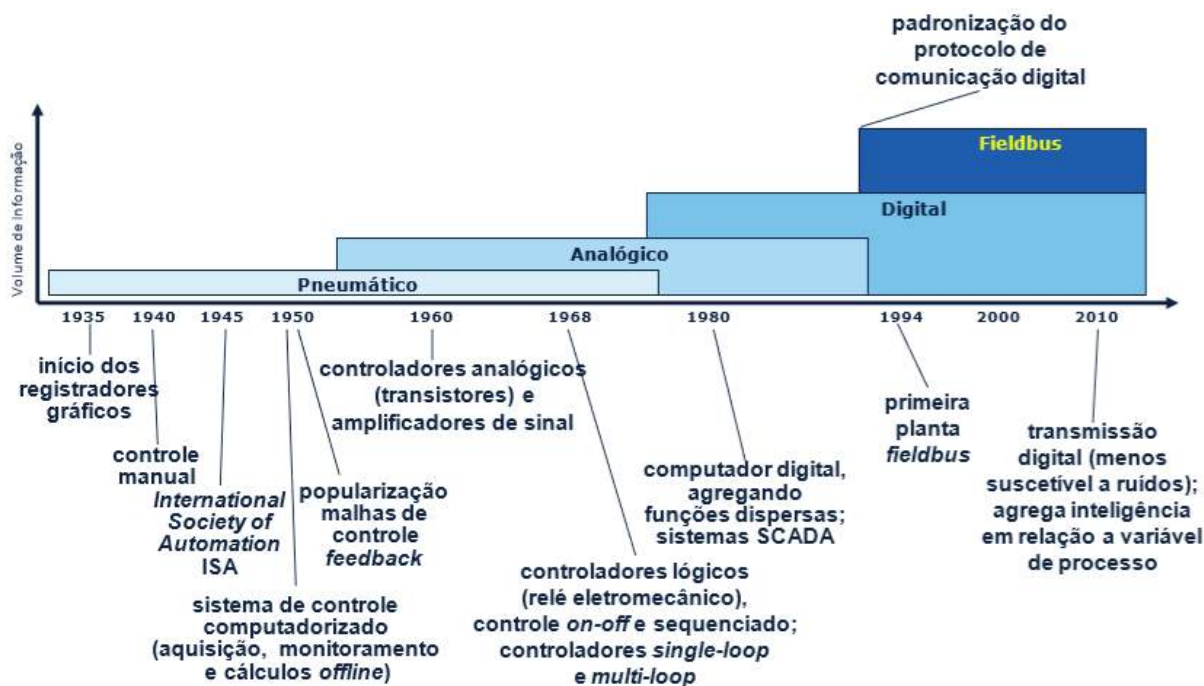 padronização do
protocolo de
comunicação digital
Volume de Informação
Fieldbus
Digital
Analógico
Pneumático
1935 1940 1945 1950 1960 1968 1980 1994 2000 2010
início dos
registradores
gráficos
controle
manual
International
Society of
Automation
ISA
sistema de controle
computadorizado
(aquisição, monitoramento
e cálculos offline)
popularização
malhas de
controle
feedback
controladores analógicos
(transistores) e
amplificadores de sinal
controladores lógicos
(relé eletromecânico),
controle on-off e sequenciado;
controladores single-loop
e multi-loop
computador digital,
agregando
funções dispersas;
sistemas SCADA
primeira
planta
fieldbus
transmissão
digital (menos
suscetível a ruídos);
agrega inteligência
em relação a variável
de processo